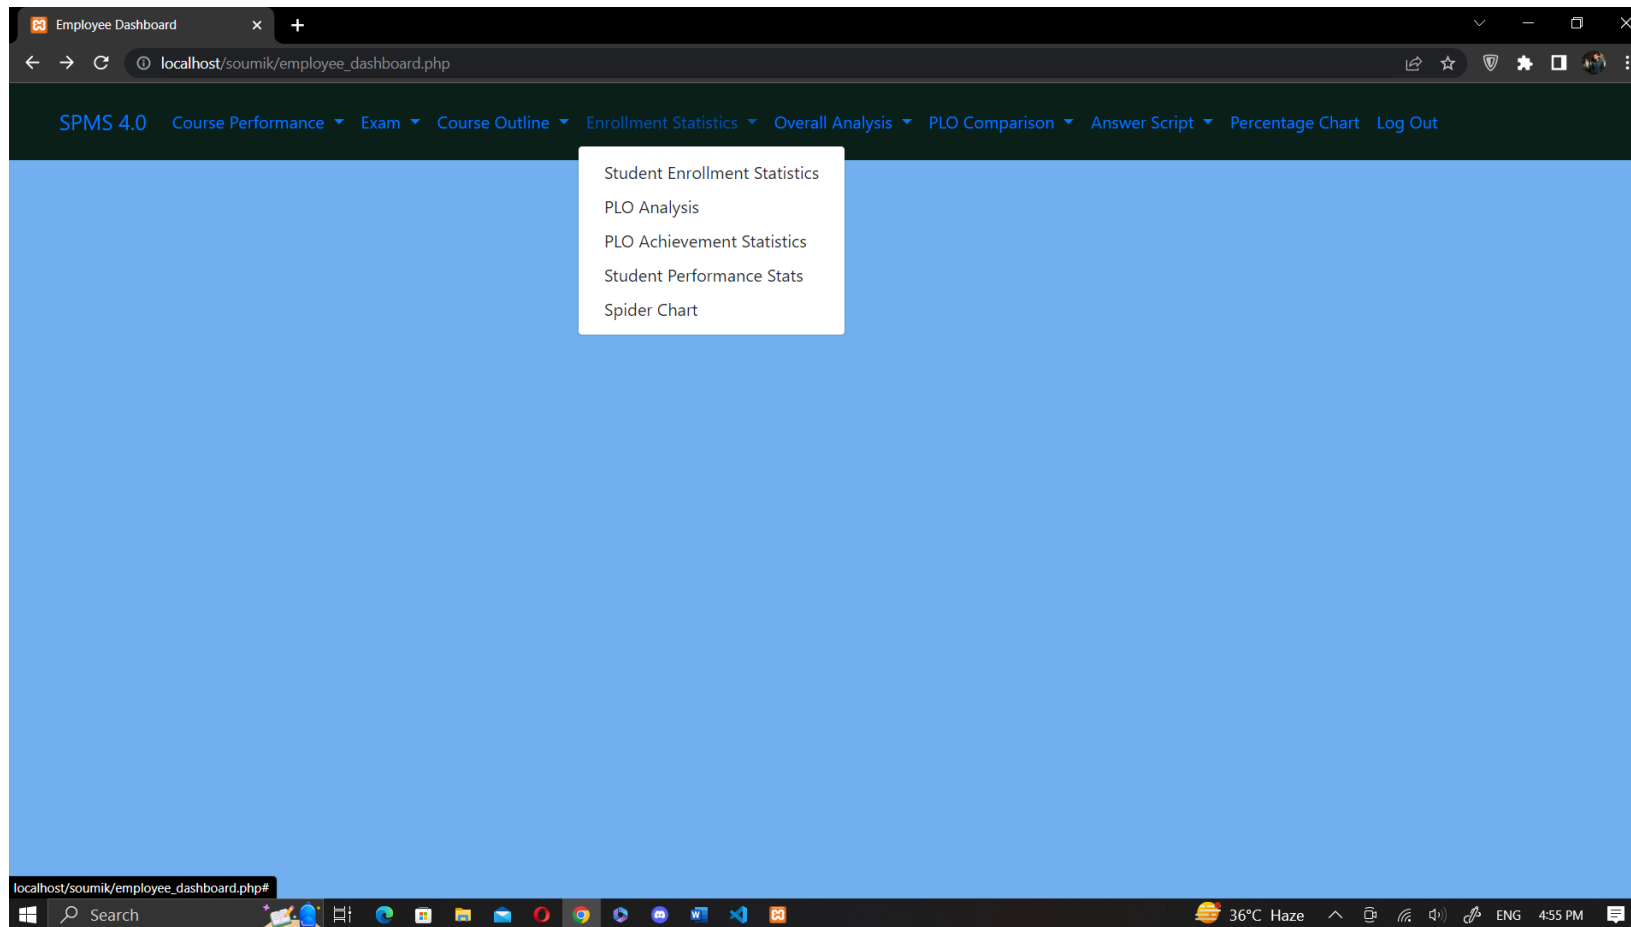 Employee Dashboard
localhost/soumik/employee_dashboard.php
SPMS 4.0 Course Performance Exam Course Outline Enrollment Statistics Overall Analysis PLO Comparison Answer Script Percentage Chart Log Out
Student Enrollment Statistics
PLO Analysis
PLO Achievement Statistics
Student Performance Stats
Spider Chart
localhost/soumik/employee_dashboard.php#
Search 36°C Haze ENG 4:55 PM